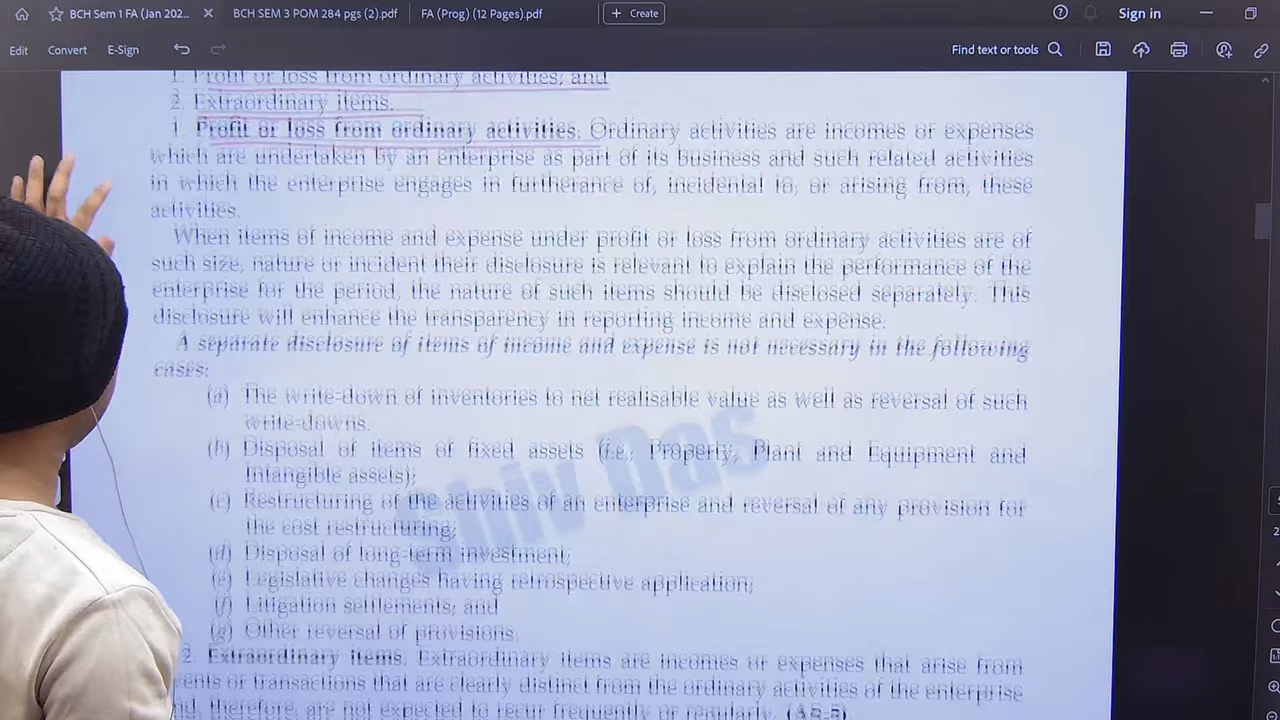 BCH Sem 1 FA (Jan 202...
BCH SEM 3 POM 284 pgs (2).pdf
FA (Prog) (12 Pages).pdf
Create
Sign in
Edit
Convert
E-Sign
Find text or tools
1. Profit or loss from ordinary activities; and
2. Extraordinary items.
1. Profit or loss from ordinary activities. Ordinary activities are incomes or expenses
which are undertaken by an enterprise as part of its business and such related activities
in which the enterprise engages in furtherance of, incidental to, or arising from, these
activities.
When items of income and expense under profit or loss from ordinary activities are of
such size, nature or incident their disclosure is relevant to explain the performance of the
enterprise for the period, the nature of such items should be disclosed separately. This
disclosure will enhance the transparency in reporting income and expense.
A separate disclosure of items of income and expense is not necessary in the following
cases:
(a) The write-down of inventories to net realisable value as well as reversal of such
write-downs.
(b) Disposal of items of fixed assets (i.e., Property, Plant and Equipment and
Intangible assets);
(c) Restructuring of the activities of an enterprise and reversal of any provision for
the cost restructuring;
(d) Disposal of long-term investment;
(e) Legislative changes having retrospective application;
(f) Litigation settlements; and
(g) Other reversal of provisions.
Shiv Das
2. Extraordinary items. Extraordinary items are incomes or expenses that arise from
ents or transactions that are clearly distinct from the ordinary activities of the enterprise
nd, therefore, are not expected to recur frequently or regularly. (AS-5)